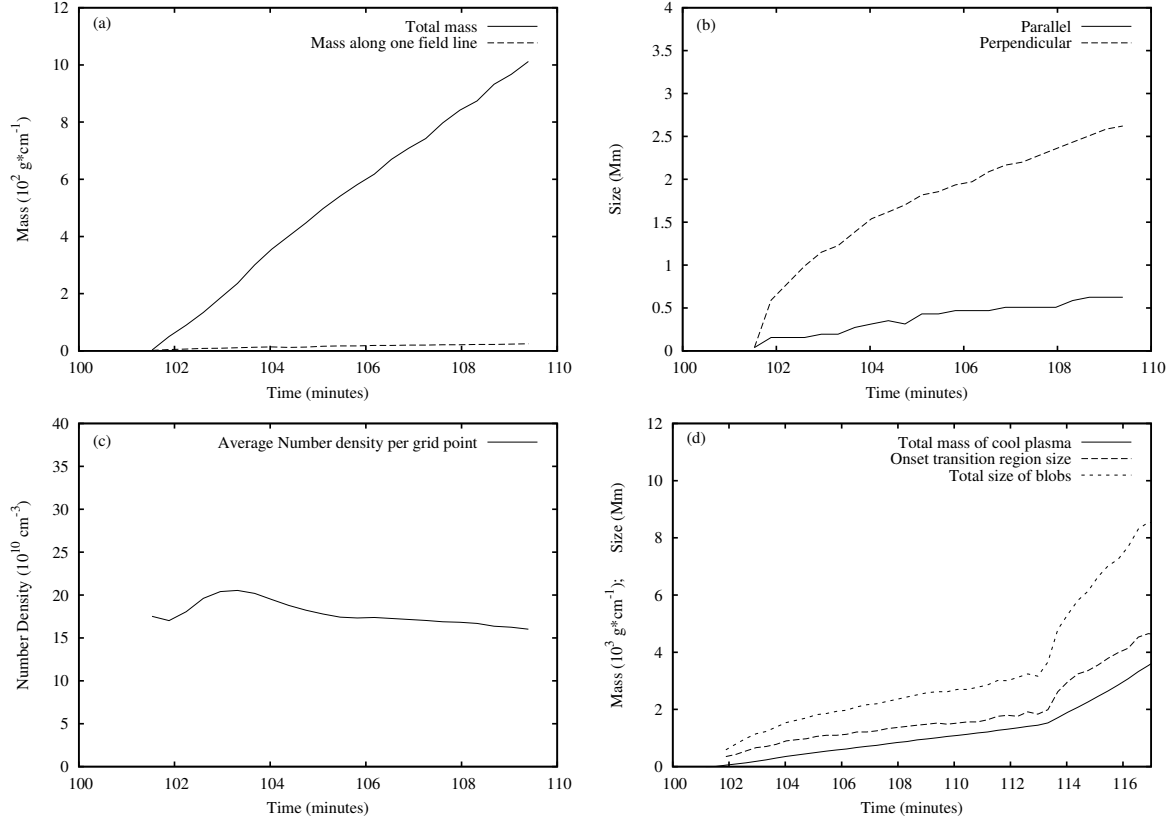 (a)
Total mass
Mass along one field line
Mass (10² g*cm⁻¹)
12
10
8
6
4
2
0
100 102 104 106 108 110
Time (minutes)
(b)
Parallel
Perpendicular
Size (Mm)
4
3.5
3
2.5
2
1.5
1
0.5
0
100 102 104 106 108 110
Time (minutes)
(c)
Average Number density per grid point
Number Density (10¹⁰ cm⁻³)
40
35
30
25
20
15
10
5
0
100 102 104 106 108 110
Time (minutes)
(d)
Total mass of cool plasma
Onset transition region size
Total size of blobs
Mass (10³ g*cm⁻¹); Size (Mm)
12
10
8
6
4
2
0
100 102 104 106 108 110 112 114 116
Time (minutes)